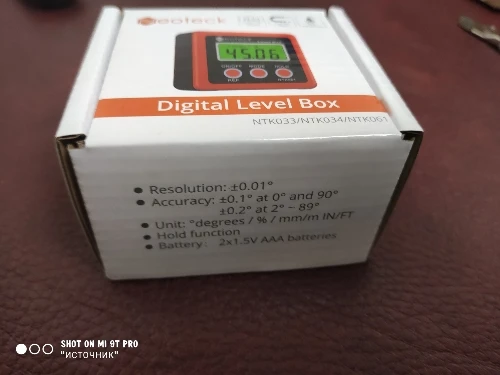 Neoteck
45.06
Digital Level Box
NTK033/NTK034/NTK061
● Resolution: ±0.01°
● Accuracy: ±0.1° at 0° and 90°
±0.2° at 2° ~ 89°
● Unit: °degrees / % / mm/m IN/FT
● Hold function
● Battery: 2x1.5V AAA batteries
SHOT ON MI 9T PRO
"источник"